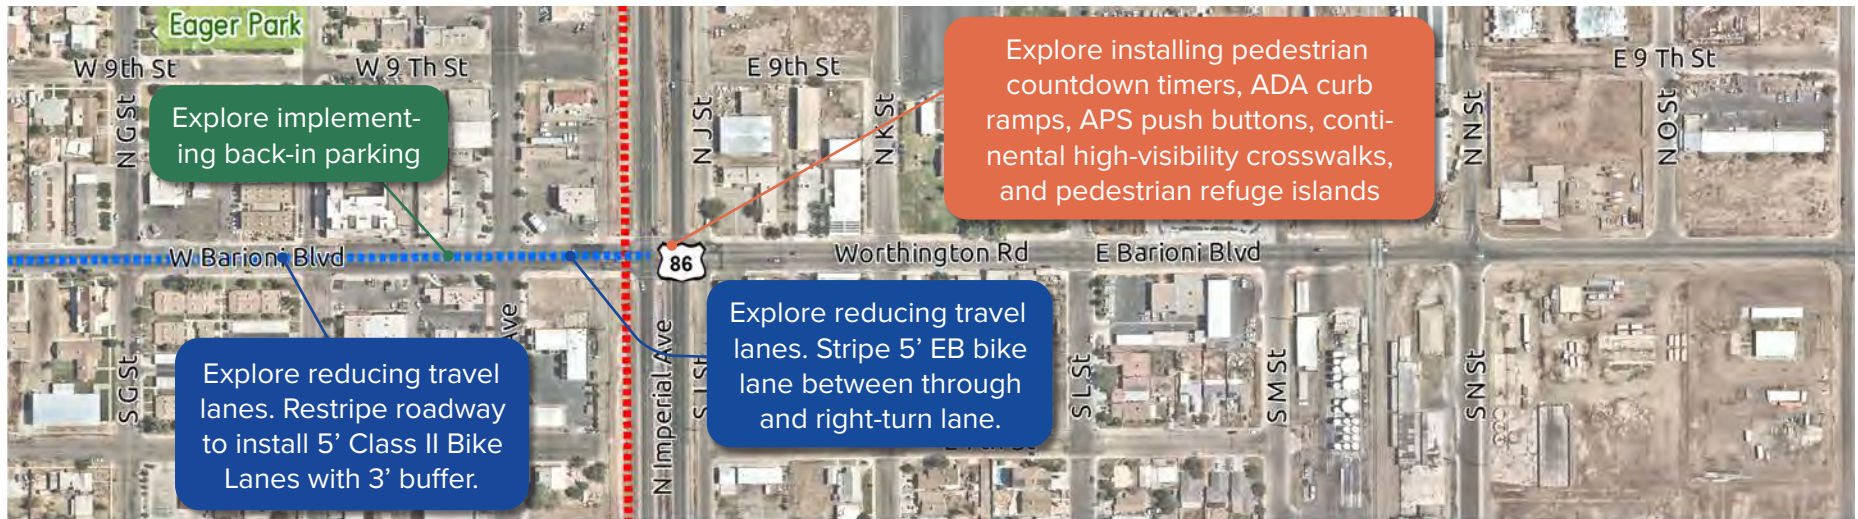 Eager Park
W 9th St
W 9 Th St
E 9th St
E 9 Th St
N G St
N J St
N K St
N N St
N O St
Explore implement-
ing back-in parking
Explore installing pedestrian
countdown timers, ADA curb
ramps, APS push buttons, conti-
nental high-visibility crosswalks,
and pedestrian refuge islands
W Barioni Blvd
86
Worthington Rd
E Barioni Blvd
Explore reducing travel
lanes. Restripe roadway
to install 5’ Class II Bike
Lanes with 3’ buffer.
Explore reducing travel
lanes. Stripe 5’ EB bike
lane between through
and right-turn lane.
S G St
Ave
N Imperial Ave
S L St
S M St
S N St